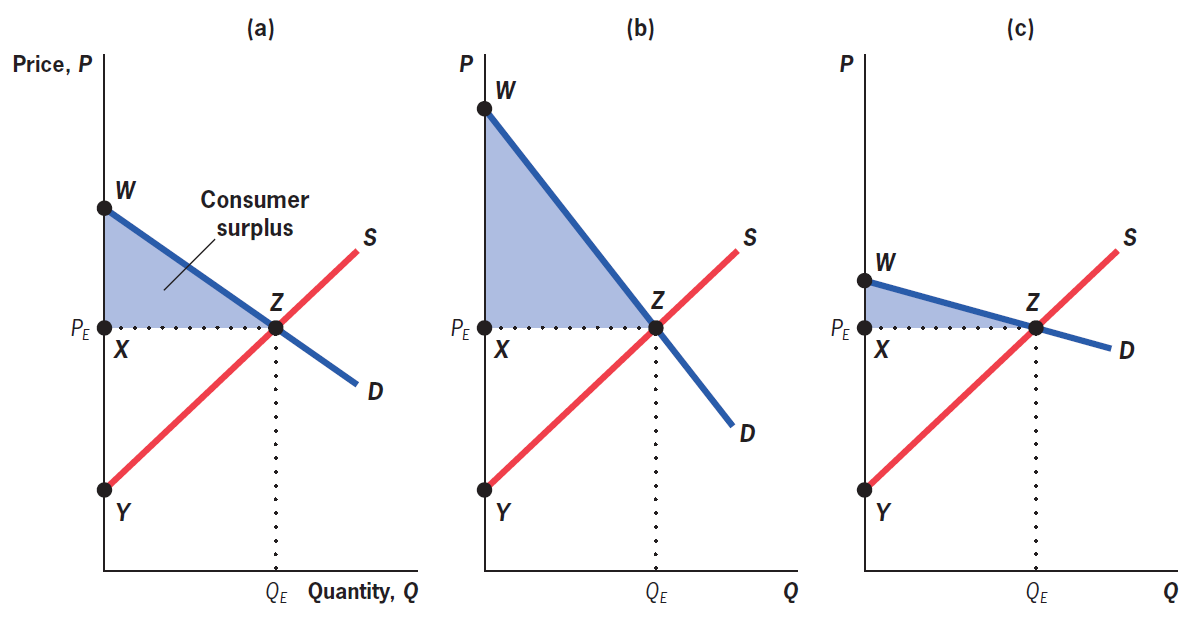 (a)
Price, P
W
Consumer
surplus
S
Z
P_E
X
D
Y
Q_E
Quantity, Q
(b)
P
W
S
Z
P_E
X
D
Y
Q_E
Q
(c)
P
W
S
Z
P_E
X
D
Y
Q_E
Q